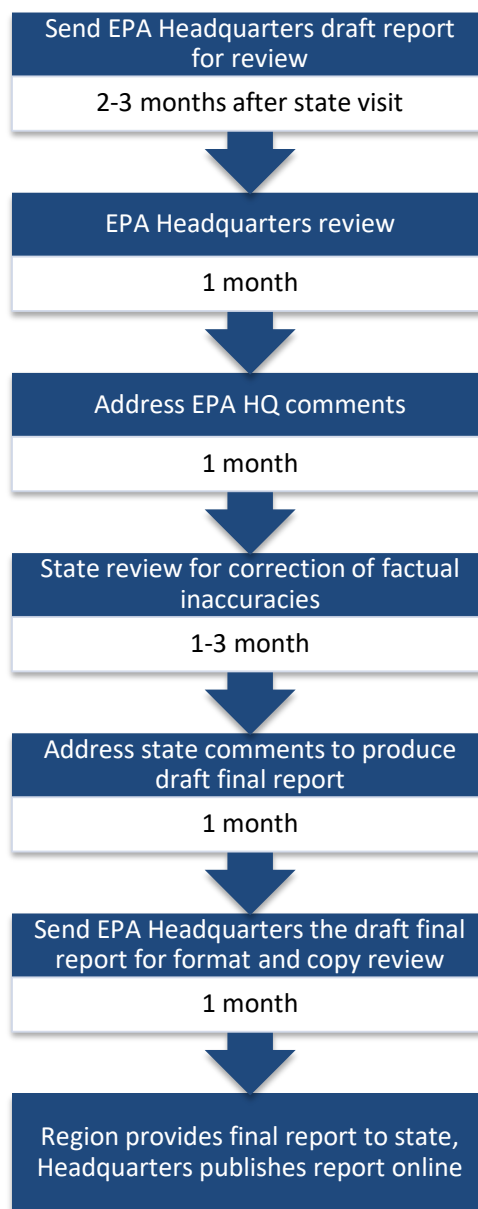 Send EPA Headquarters draft report
for review
2-3 months after state visit
EPA Headquarters review
1 month
Address EPA HQ comments
1 month
State review for correction of factual
inaccuracies
1-3 month
Address state comments to produce
draft final report
1 month
Send EPA Headquarters the draft final
report for format and copy review
1 month
Region provides final report to state,
Headquarters publishes report online